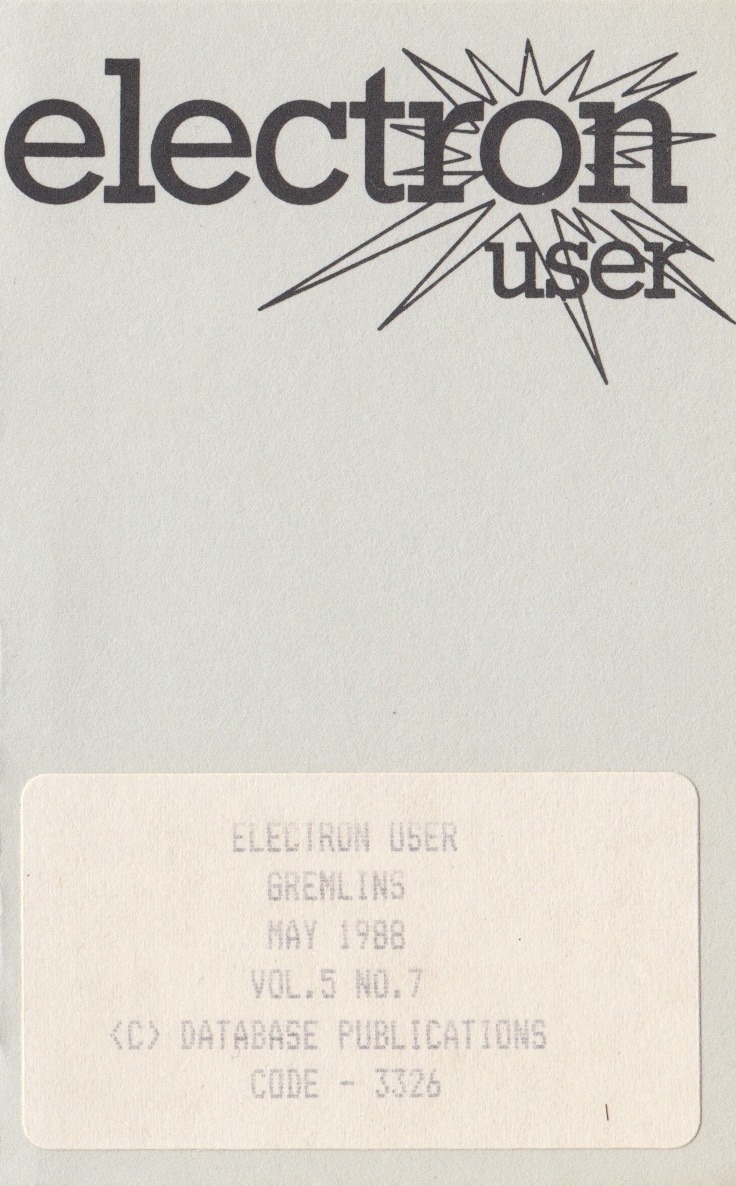 electron
user
ELECTRON USER
GREMLINS
MAY 1988
VOL.5 NO.7
<C> DATABASE PUBLICATIONS
CODE - 3326